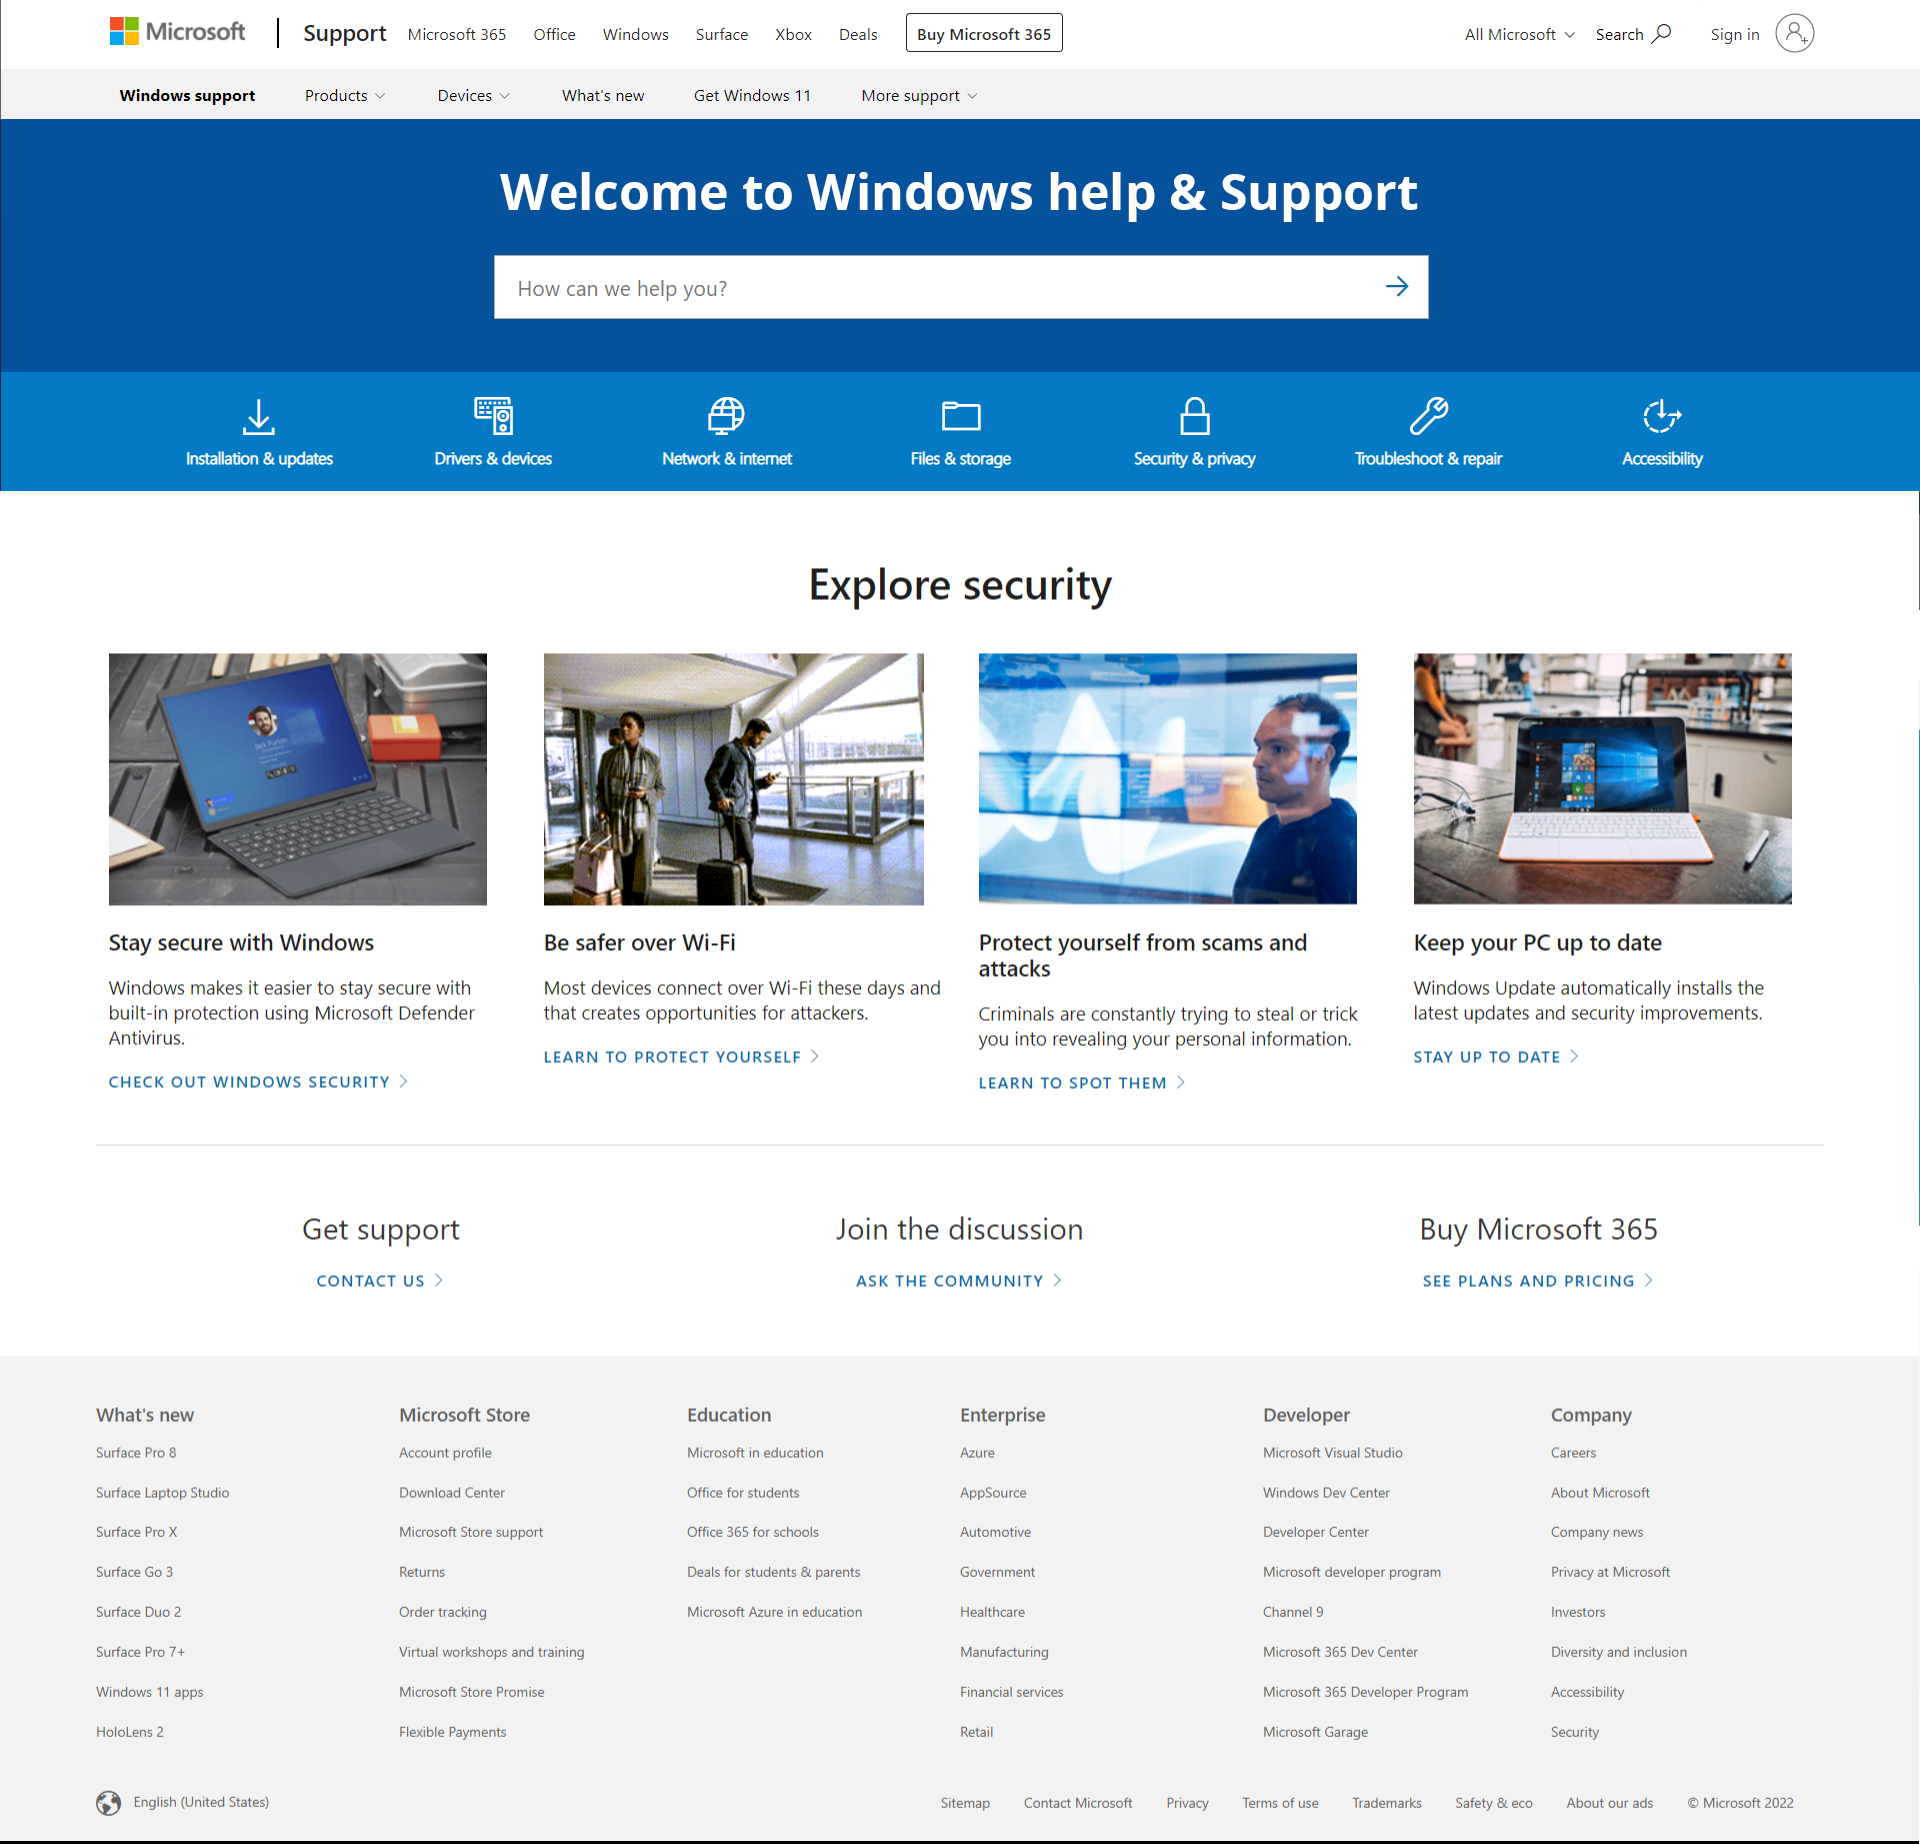 Microsoft
Support
Microsoft 365
Office
Windows
Surface
Xbox
Deals
Buy Microsoft 365
All Microsoft
Search
Sign in
Windows support
Products
Devices
What's new
Get Windows 11
More support
Welcome to Windows help & Support
How can we help you?
Installation & updates
Drivers & devices
Network & internet
Files & storage
Security & privacy
Troubleshoot & repair
Accessibility
Explore security
Jack Purton
Stay secure with Windows
Windows makes it easier to stay secure with
built-in protection using Microsoft Defender
Antivirus.
CHECK OUT WINDOWS SECURITY
Be safer over Wi-Fi
Most devices connect over Wi-Fi these days and
that creates opportunities for attackers.
LEARN TO PROTECT YOURSELF
Protect yourself from scams and
attacks
Criminals are constantly trying to steal or trick
you into revealing your personal information.
LEARN TO SPOT THEM
Keep your PC up to date
Windows Update automatically installs the
latest updates and security improvements.
STAY UP TO DATE
Get support
CONTACT US
Join the discussion
ASK THE COMMUNITY
Buy Microsoft 365
SEE PLANS AND PRICING
What's new
Surface Pro 8
Surface Laptop Studio
Surface Pro X
Surface Go 3
Surface Duo 2
Surface Pro 7+
Windows 11 apps
HoloLens 2
Microsoft Store
Account profile
Download Center
Microsoft Store support
Returns
Order tracking
Virtual workshops and training
Microsoft Store Promise
Flexible Payments
Education
Microsoft in education
Office for students
Office 365 for schools
Deals for students & parents
Microsoft Azure in education
Enterprise
Azure
AppSource
Automotive
Government
Healthcare
Manufacturing
Financial services
Retail
Developer
Microsoft Visual Studio
Windows Dev Center
Developer Center
Microsoft developer program
Channel 9
Microsoft 365 Dev Center
Microsoft 365 Developer Program
Microsoft Garage
Company
Careers
About Microsoft
Company news
Privacy at Microsoft
Investors
Diversity and inclusion
Accessibility
Security
English (United States)
Sitemap
Contact Microsoft
Privacy
Terms of use
Trademarks
Safety & eco
About our ads
© Microsoft 2022